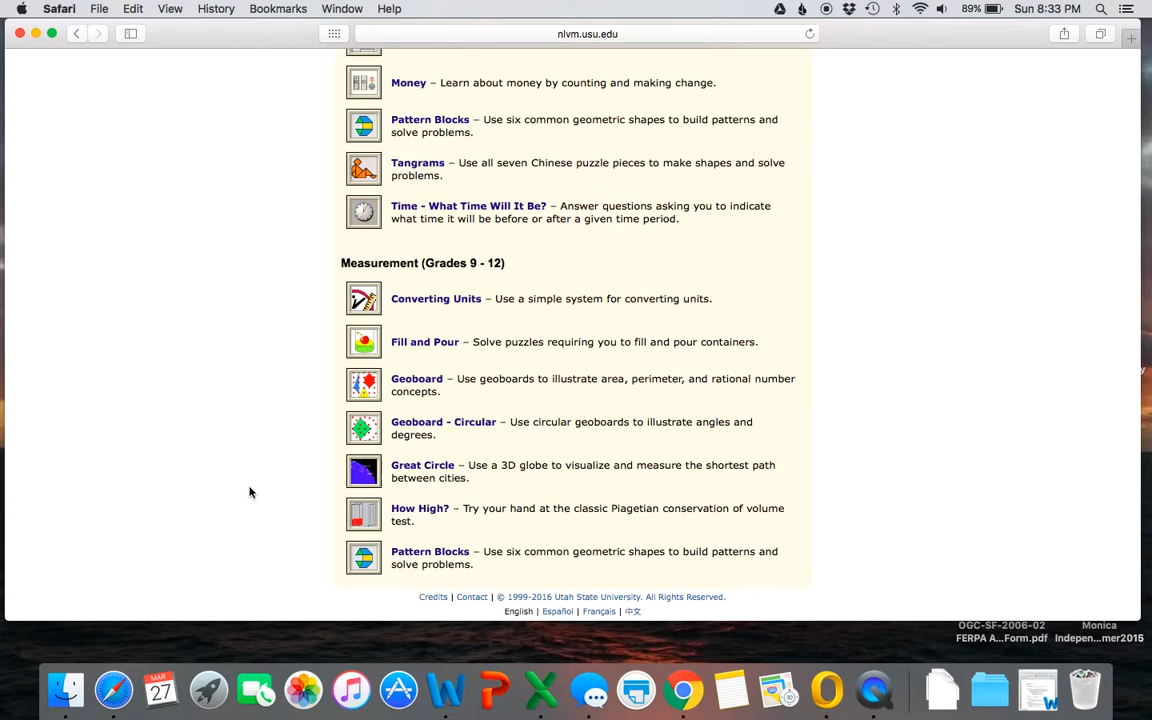 Safari File Edit View History Bookmarks Window Help 89% Sun 8:33 PM
nlvm.usu.edu
Money – Learn about money by counting and making change.
Pattern Blocks – Use six common geometric shapes to build patterns and
solve problems.
Tangrams – Use all seven Chinese puzzle pieces to make shapes and solve
problems.
Time - What Time Will It Be? – Answer questions asking you to indicate
what time it will be before or after a given time period.
Measurement (Grades 9 - 12)
Converting Units – Use a simple system for converting units.
Fill and Pour – Solve puzzles requiring you to fill and pour containers.
Geoboard – Use geoboards to illustrate area, perimeter, and rational number
concepts.
Geoboard - Circular – Use circular geoboards to illustrate angles and
degrees.
Great Circle – Use a 3D globe to visualize and measure the shortest path
between cities.
How High? – Try your hand at the classic Piagetian conservation of volume
test.
Pattern Blocks – Use six common geometric shapes to build patterns and
solve problems.
Credits | Contact | © 1999-2016 Utah State University. All Rights Reserved.
English | Español | Français | 中文
OGC-SF-2006-02 Monica
FERPA A...Form.pdf Indepen...mer2015
MAR
27